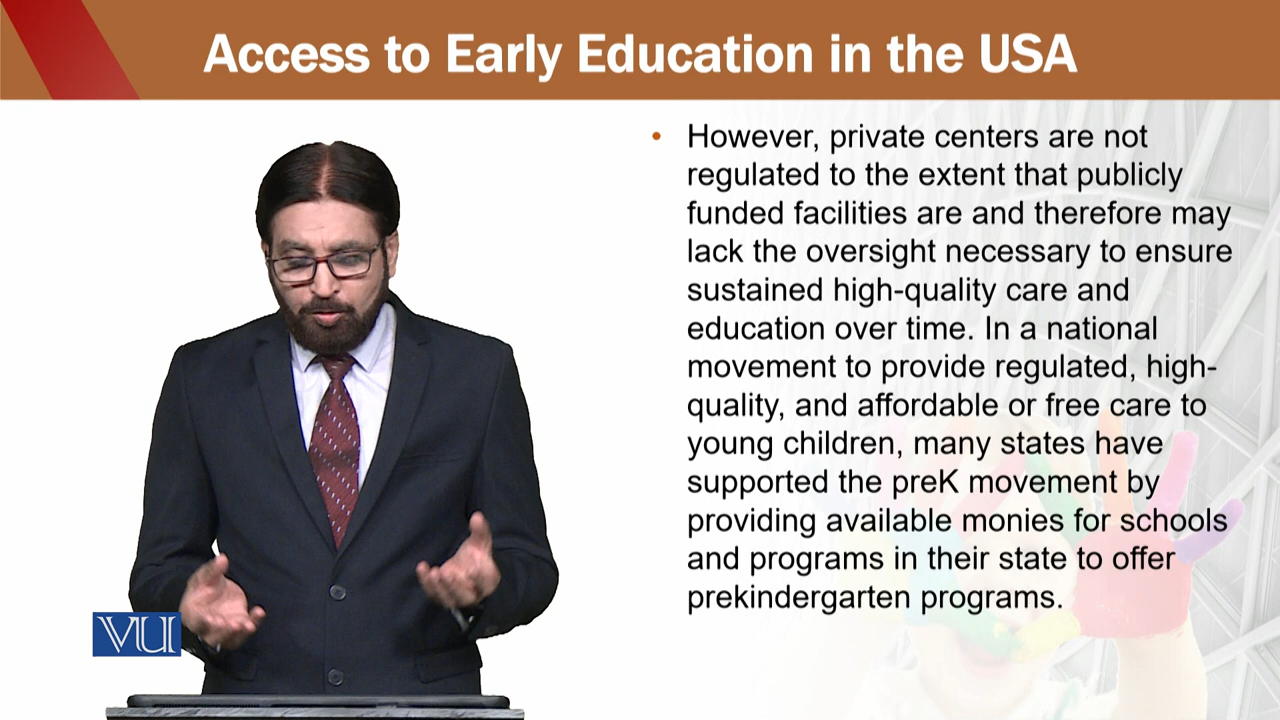 Access to Early Education in the USA
• However, private centers are not
regulated to the extent that publicly
funded facilities are and therefore may
lack the oversight necessary to ensure
sustained high-quality care and
education over time. In a national
movement to provide regulated, high-
quality, and affordable or free care to
young children, many states have
supported the preK movement by
providing available monies for schools
and programs in their state to offer
prekindergarten programs.
VU